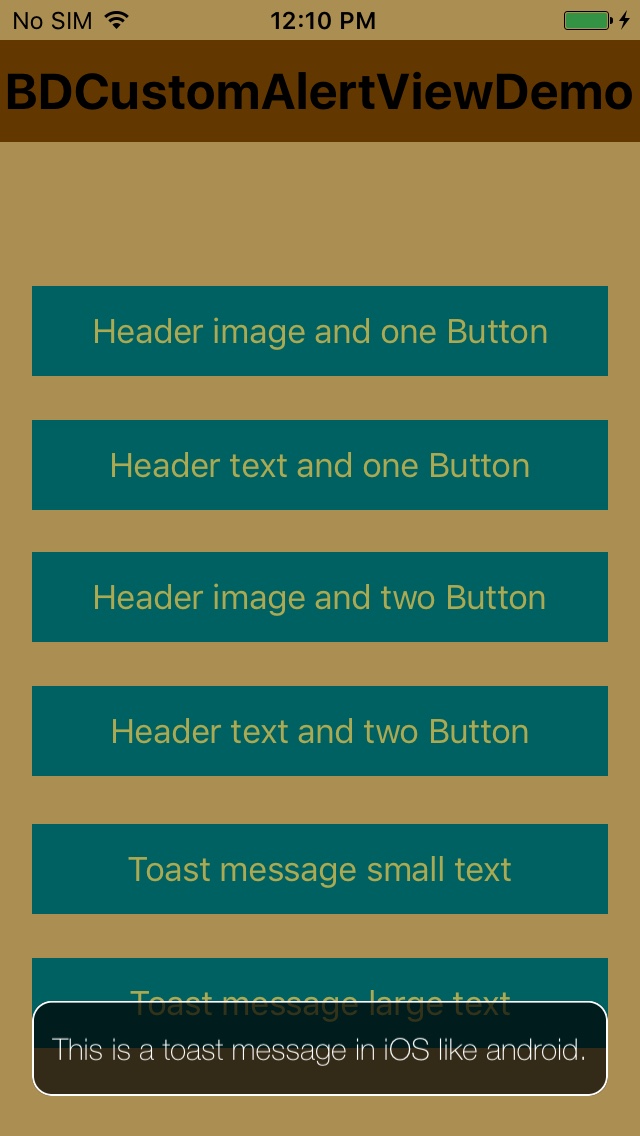 No SIM 12:10 PM
BDCustomAlertViewDemo
Header image and one Button
Header text and one Button
Header image and two Button
Header text and two Button
Toast message small text
Toast message large text
This is a toast message in iOS like android.